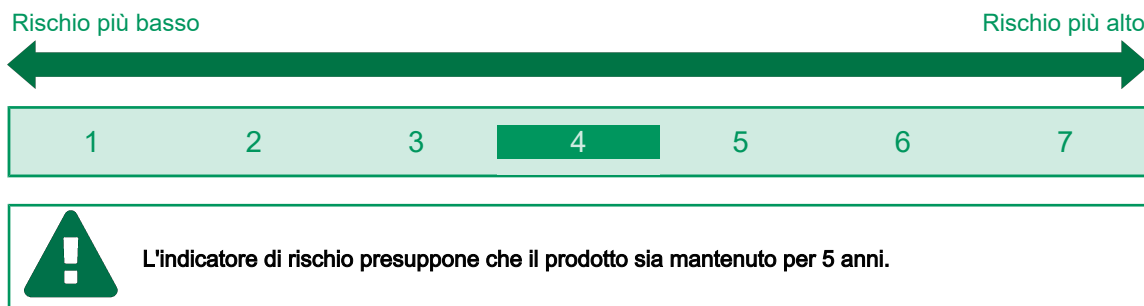 Rischio più basso Rischio più alto
1 2 3 4 5 6 7
L'indicatore di rischio presuppone che il prodotto sia mantenuto per 5 anni.